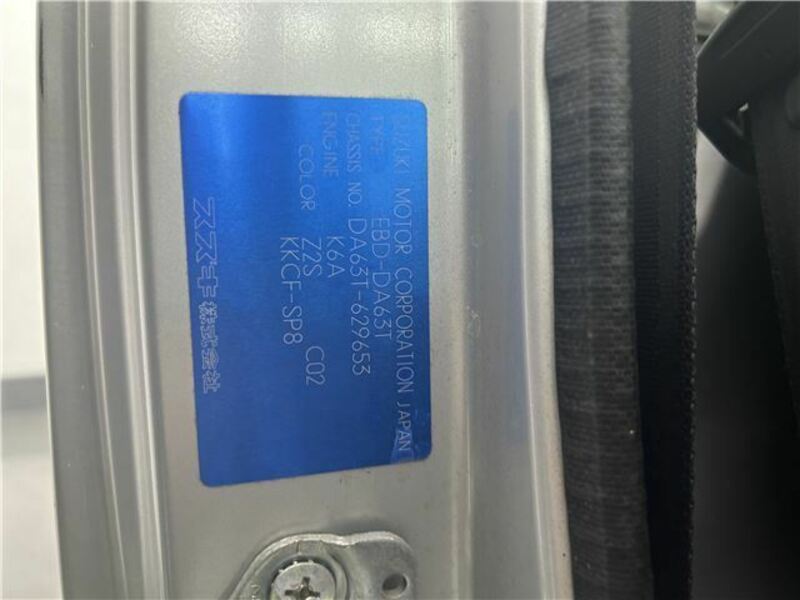 SUZUKI MOTOR CORPORATION JAPAN
TYPE EBD-DA63T
CHASSIS NO. DA63T-629653
ENGINE K6A
COLOR Z2S C02
KKCF-SP8
スズキ株式会社